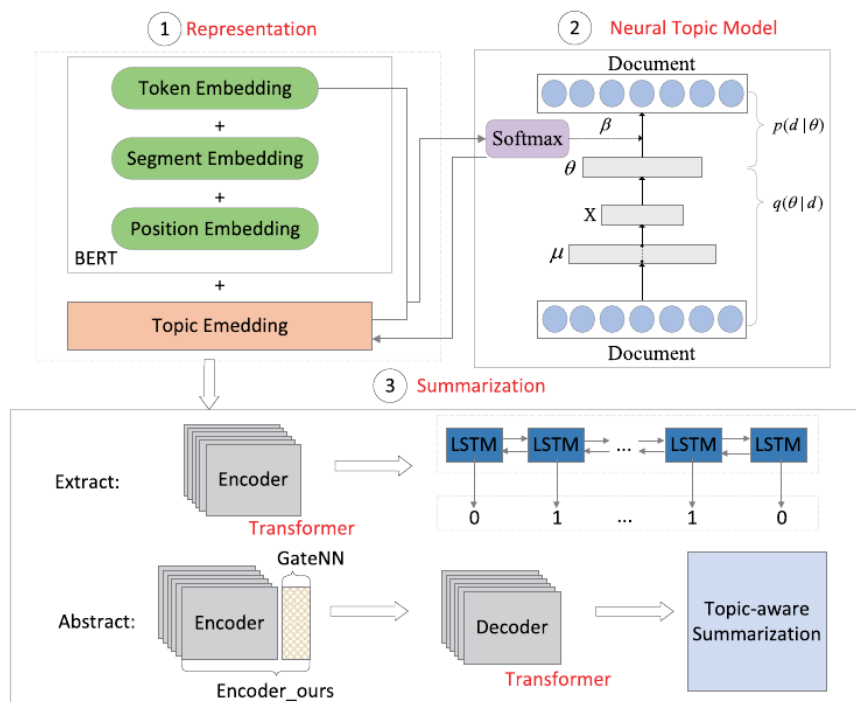 1 Representation
Token Embedding
+
Segment Embedding
+
Position Embedding
BERT
+
Topic Emedding
2 Neural Topic Model
Document
β
p(d|θ)
Softmax
θ
q(θ|d)
X
μ
Document
3 Summarization
Extract:
Encoder
Transformer
LSTM LSTM ... LSTM LSTM
0 1 ... 1 0
Abstract:
GateNN
Encoder
Encoder_ours
Decoder
Transformer
Topic-aware
Summarization